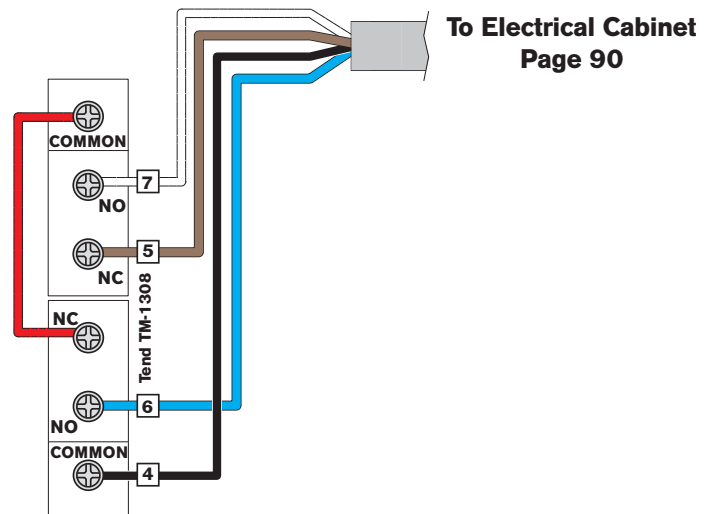 To Electrical Cabinet
Page 90
COMMON
7
NO
5
NC
Tend TM-1308
NC
6
NO
COMMON
4